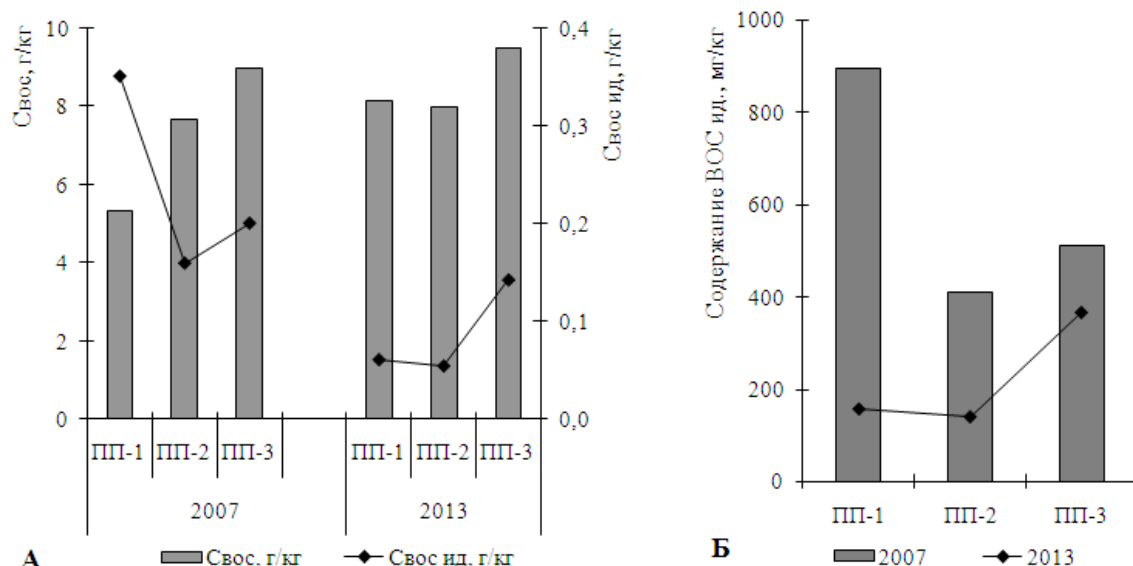 Свос, г/кг
10
8
6
4
2
0
0,4
0,3
0,2
0,1
0,0
Свос ид, г/кг
ПП-1 ПП-2 ПП-3 ПП-1 ПП-2 ПП-3
2007 2013
А
Свос, г/кг Свос ид, г/кг
Содержание ВОС ид., мг/кг
1000
800
600
400
200
0
ПП-1 ПП-2 ПП-3
Б
2007 2013